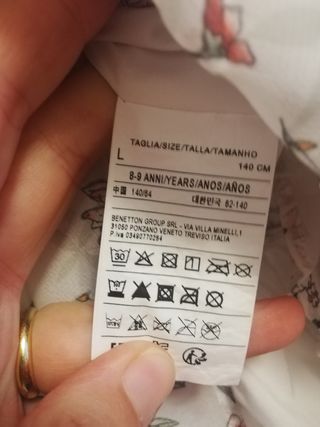 TAGLIA/SIZE/TALLA/TAMANHO
L 140 CM
8-9 ANNI/YEARS/ANOS/AÑOS
中国 140/64 대한민국 62-140
BENETTON GROUP SRL - VIA VILLA MINELLI,1
31050 PONZANO VENETO TREVISO ITALIA
P.Iva 03490770264
30